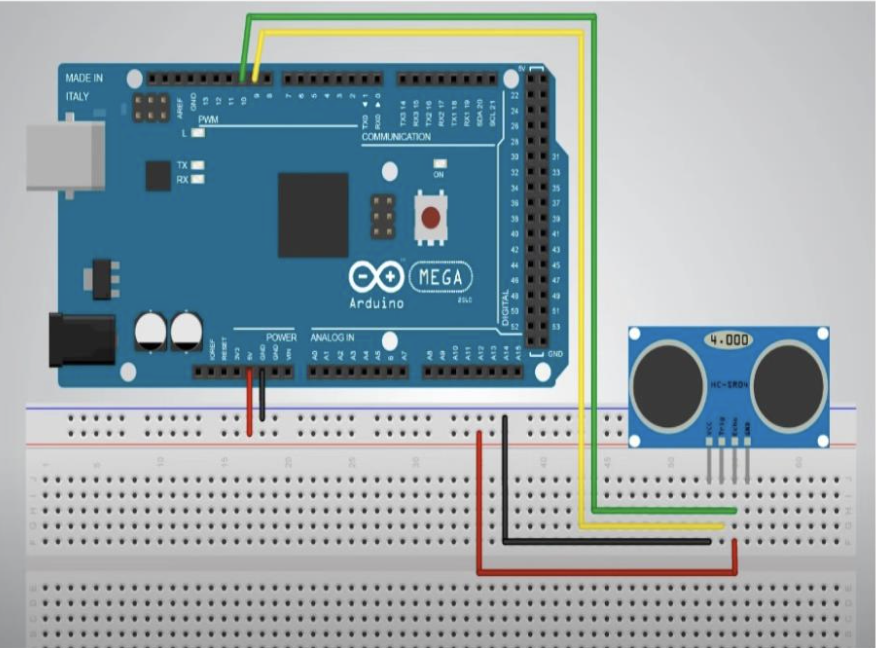 MADE IN
ITALY
AREF
GND
13
12
11
10
9
8
7
6
5
4
3
2
TX0 ◄ 1
RX0 ► 0
TX3 14
RX3 15
TX2 16
RX2 17
TX1 18
RX1 19
SDA 20
SCL 21
5V
L
PWM
COMMUNICATION
TX
RX
ON
22
24
26
28
30 31
32 33
34 35
36 37
38 39
40 41
42 43
44 45
46 47
48 49
50 51
52 53
GND
DIGITAL
MEGA
Arduino
POWER
ANALOG IN
IOREF
RESET
3V3
5V
GND
GND
VIN
A0
A1
A2
A3
A4
A5
A7
A8
A9
A10
A11
A12
A13
A14
A15
4.000
HC-SR04
VCC
Trig
Echo
GND